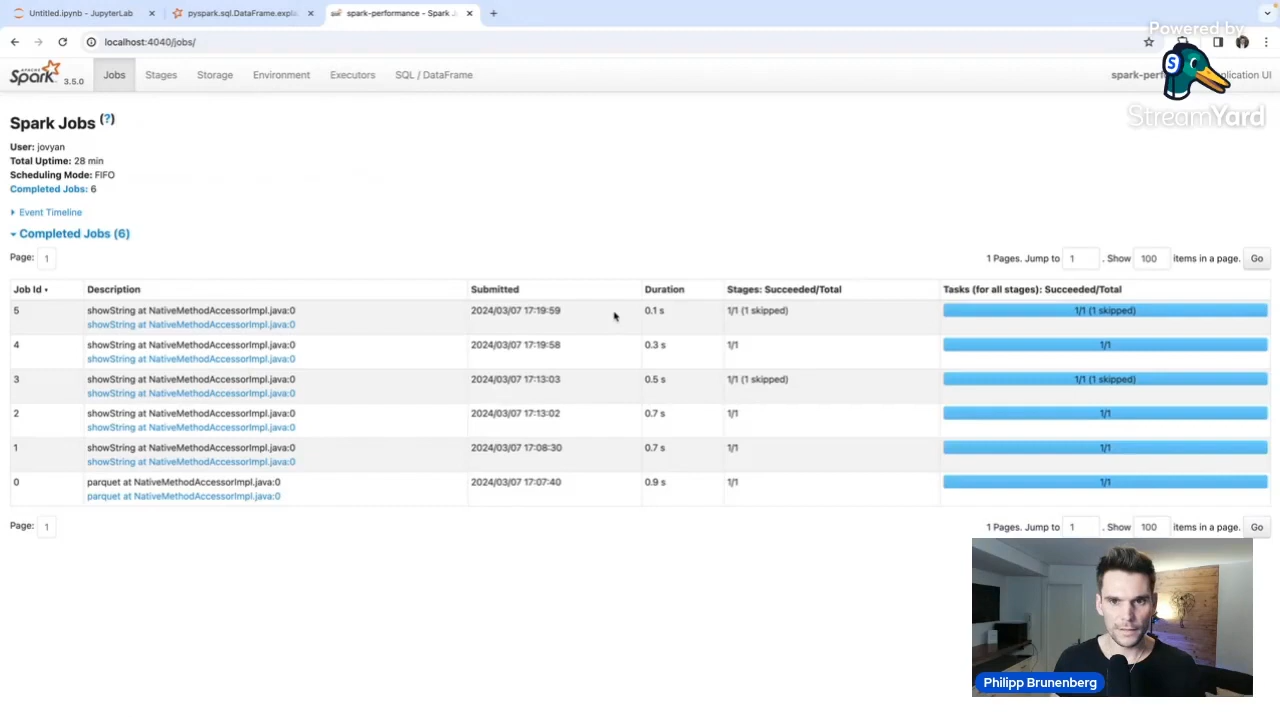 Untitled.ipynb - JupyterLab
pyspark.sql.DataFrame.expl
spark-performance - Spark J
localhost:4040/jobs/
Powered by
StreamYard
APACHE Spark 3.5.0
Jobs Stages Storage Environment Executors SQL / DataFrame
spark-perf plication UI
Spark Jobs (?)
User: jovyan
Total Uptime: 28 min
Scheduling Mode: FIFO
Completed Jobs: 6
Event Timeline
Completed Jobs (6)
Page: 1 1 Pages. Jump to 1 . Show 100 items in a page. Go
Job Id Description Submitted Duration Stages: Succeeded/Total Tasks (for all stages): Succeeded/Total
5 showString at NativeMethodAccessorImpl.java:0 2024/03/07 17:19:59 0.1 s 1/1 (1 skipped) 1/1 (1 skipped)
showString at NativeMethodAccessorImpl.java:0
4 showString at NativeMethodAccessorImpl.java:0 2024/03/07 17:19:58 0.3 s 1/1 1/1
showString at NativeMethodAccessorImpl.java:0
3 showString at NativeMethodAccessorImpl.java:0 2024/03/07 17:13:03 0.5 s 1/1 (1 skipped) 1/1 (1 skipped)
showString at NativeMethodAccessorImpl.java:0
2 showString at NativeMethodAccessorImpl.java:0 2024/03/07 17:13:02 0.7 s 1/1 1/1
showString at NativeMethodAccessorImpl.java:0
1 showString at NativeMethodAccessorImpl.java:0 2024/03/07 17:08:30 0.7 s 1/1 1/1
showString at NativeMethodAccessorImpl.java:0
0 parquet at NativeMethodAccessorImpl.java:0 2024/03/07 17:07:40 0.9 s 1/1 1/1
parquet at NativeMethodAccessorImpl.java:0
Page: 1 1 Pages. Jump to 1 . Show 100 items in a page. Go
Philipp Brunenberg